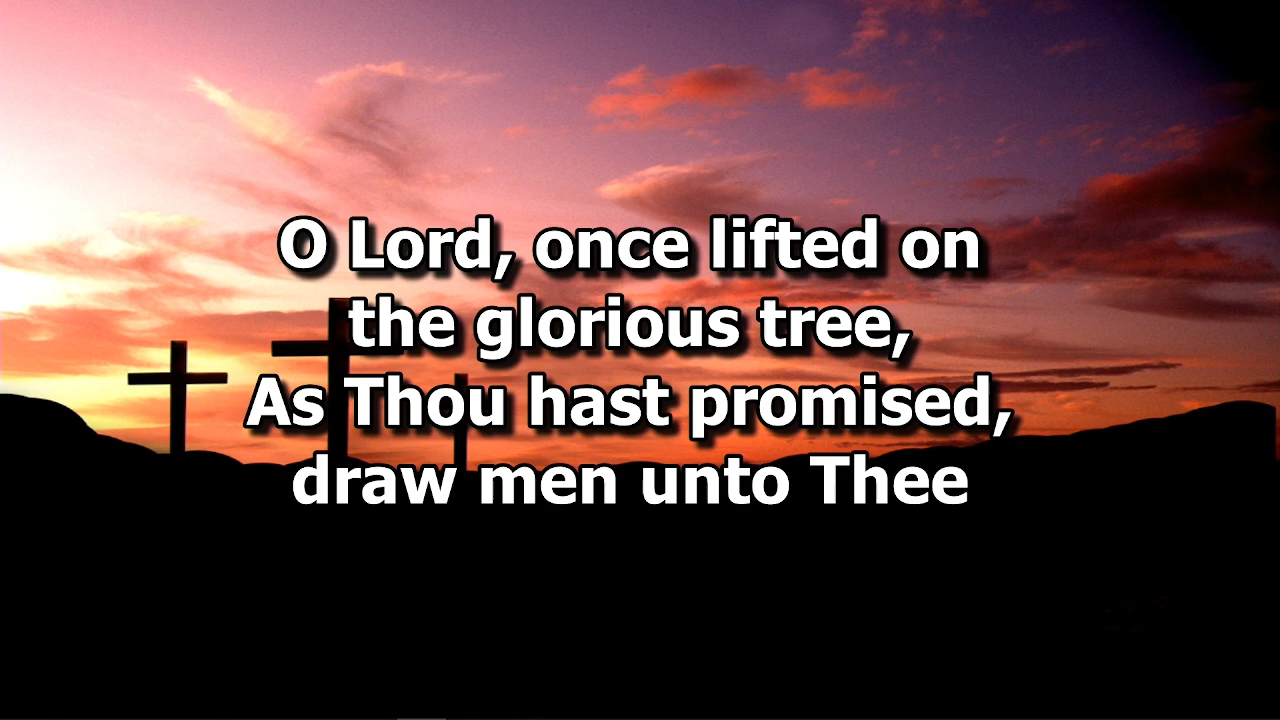 O Lord, once lifted on
the glorious tree,
As Thou hast promised,
draw men unto Thee